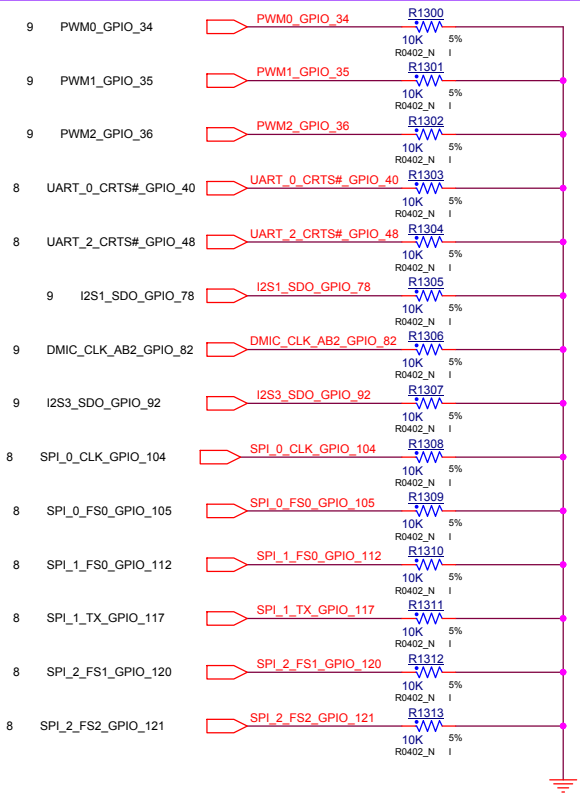 9 PWM0_GPIO_34 PWM0_GPIO_34 R1300
10K 5%
R0402_N I
9 PWM1_GPIO_35 PWM1_GPIO_35 R1301
10K 5%
R0402_N I
9 PWM2_GPIO_36 PWM2_GPIO_36 R1302
10K 5%
R0402_N I
8 UART_0_CRTS#_GPIO_40 UART_0_CRTS#_GPIO_40 R1303
10K 5%
R0402_N I
8 UART_2_CRTS#_GPIO_48 UART_2_CRTS#_GPIO_48 R1304
10K 5%
R0402_N I
9 I2S1_SDO_GPIO_78 I2S1_SDO_GPIO_78 R1305
10K 5%
R0402_N I
9 DMIC_CLK_AB2_GPIO_82 DMIC_CLK_AB2_GPIO_82 R1306
10K 5%
R0402_N I
9 I2S3_SDO_GPIO_92 I2S3_SDO_GPIO_92 R1307
10K 5%
R0402_N I
8 SPI_0_CLK_GPIO_104 SPI_0_CLK_GPIO_104 R1308
10K 5%
R0402_N I
8 SPI_0_FS0_GPIO_105 SPI_0_FS0_GPIO_105 R1309
10K 5%
R0402_N I
8 SPI_1_FS0_GPIO_112 SPI_1_FS0_GPIO_112 R1310
10K 5%
R0402_N I
8 SPI_1_TX_GPIO_117 SPI_1_TX_GPIO_117 R1311
10K 5%
R0402_N I
8 SPI_2_FS1_GPIO_120 SPI_2_FS1_GPIO_120 R1312
10K 5%
R0402_N I
8 SPI_2_FS2_GPIO_121 SPI_2_FS2_GPIO_121 R1313
10K 5%
R0402_N I